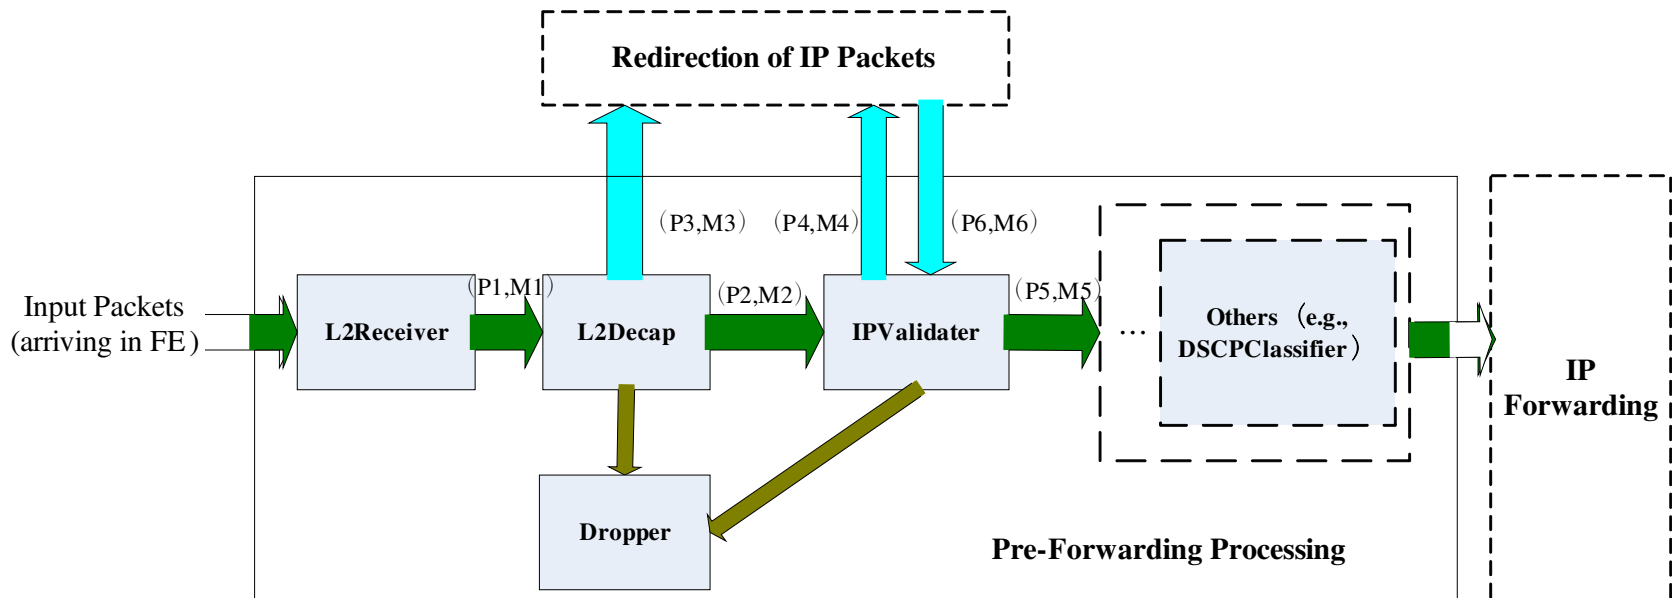 Redirection of IP Packets
（P3,M3） （P4,M4） （P6,M6）
（P1,M1） （P2,M2） （P5,M5）
Input Packets
(arriving in FE)
L2Receiver
L2Decap
IPValidater
...
Others （e.g.,
DSCPClassifier）
IP
Forwarding
Dropper
Pre-Forwarding Processing